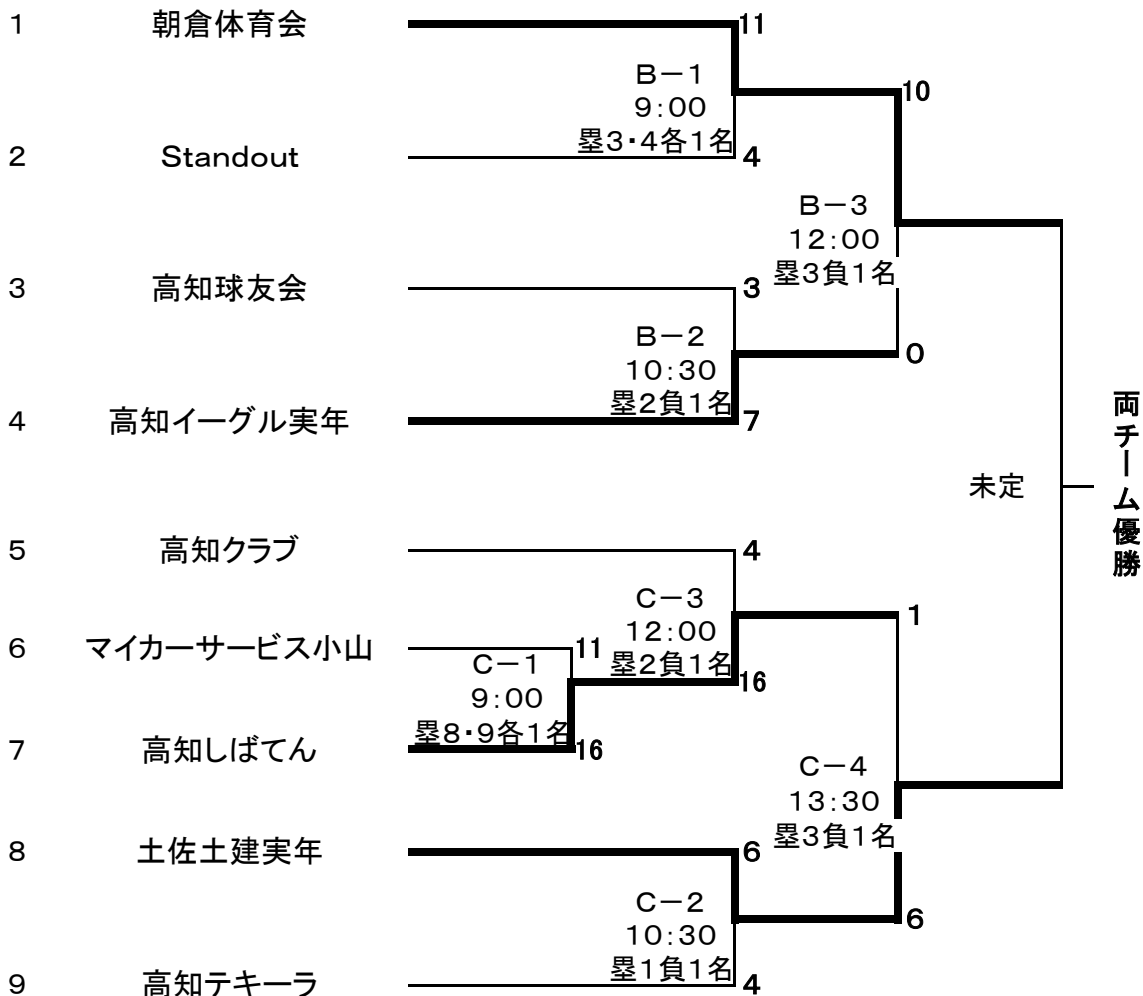 1 朝倉体育会 11
B－1
9:00
塁3・4各1名
10
2 Standout 4
B－3
12:00
塁3負1名
3 高知球友会 3
B－2
10:30
塁2負1名
0
4 高知イーグル実年 7
両チーム優勝
未定
5 高知クラブ 4
C－3
12:00
塁2負1名
1
6 マイカーサービス小山 11
C－1
9:00
塁8・9各1名
16
7 高知しばてん 16
C－4
13:30
塁3負1名
8 土佐土建実年 6
C－2
10:30
塁1負1名
6
9 高知テキーラ 4